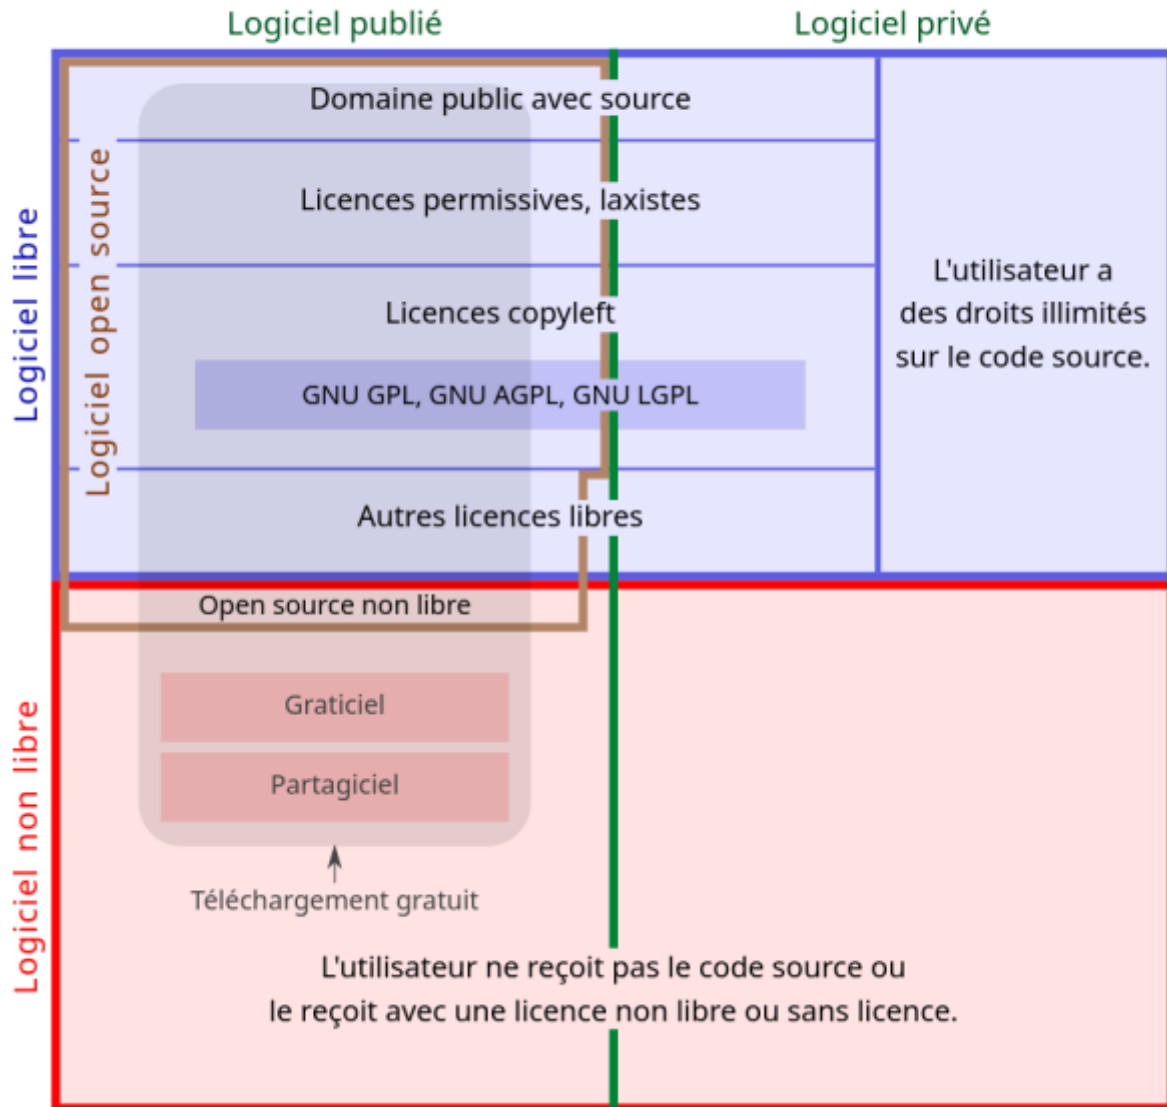 Logiciel publié
Logiciel privé
Logiciel libre
Logiciel open source
Domaine public avec source
Licences permissives, laxistes
Licences copyleft
GNU GPL, GNU AGPL, GNU LGPL
Autres licences libres
L'utilisateur a
des droits illimités
sur le code source.
Logiciel non libre
Open source non libre
Graticiel
Partagiciel
Téléchargement gratuit
L'utilisateur ne reçoit pas le code source ou
le reçoit avec une licence non libre ou sans licence.